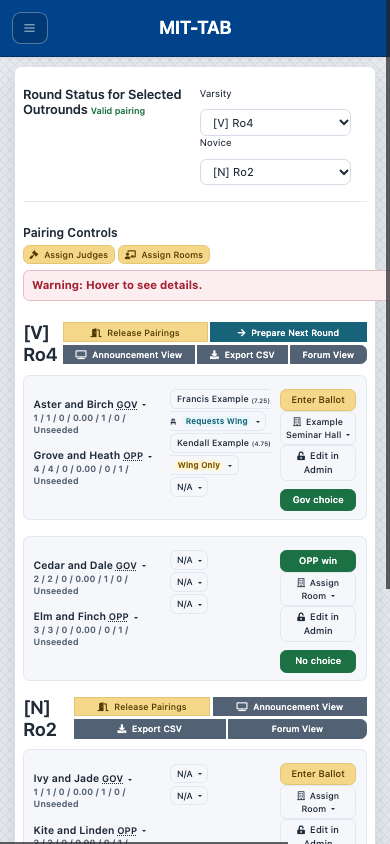 MIT-TAB
Round Status for Selected
Outrounds Valid pairing
Varsity
[V] Ro4
Novice
[N] Ro2
Pairing Controls
Assign Judges
Assign Rooms
Warning: Hover to see details.
[V]
Ro4
Release Pairings
Prepare Next Round
Announcement View
Export CSV
Forum View
Aster and Birch GOV -
1 / 1 / 0 / 0.00 / 1 / 0 /
Unseeded
Grove and Heath OPP -
4 / 4 / 0 / 0.00 / 0 / 1 /
Unseeded
Francis Example (7.25)
Requests Wing
Kendall Example (4.75)
Wing Only
N/A
Enter Ballot
Example
Seminar Hall
Edit in
Admin
Gov choice
Cedar and Dale GOV -
2 / 2 / 0 / 0.00 / 1 / 0 /
Unseeded
Elm and Finch OPP -
3 / 3 / 0 / 0.00 / 0 / 1 /
Unseeded
N/A
N/A
N/A
OPP win
Assign
Room
Edit in
Admin
No choice
[N]
Ro2
Release Pairings
Announcement View
Export CSV
Forum View
Ivy and Jade GOV -
1 / 1 / 0 / 0.00 / 1 / 0 /
Unseeded
Kite and Linden OPP -
N/A
N/A
Enter Ballot
Assign
Room
Edit in
Admin